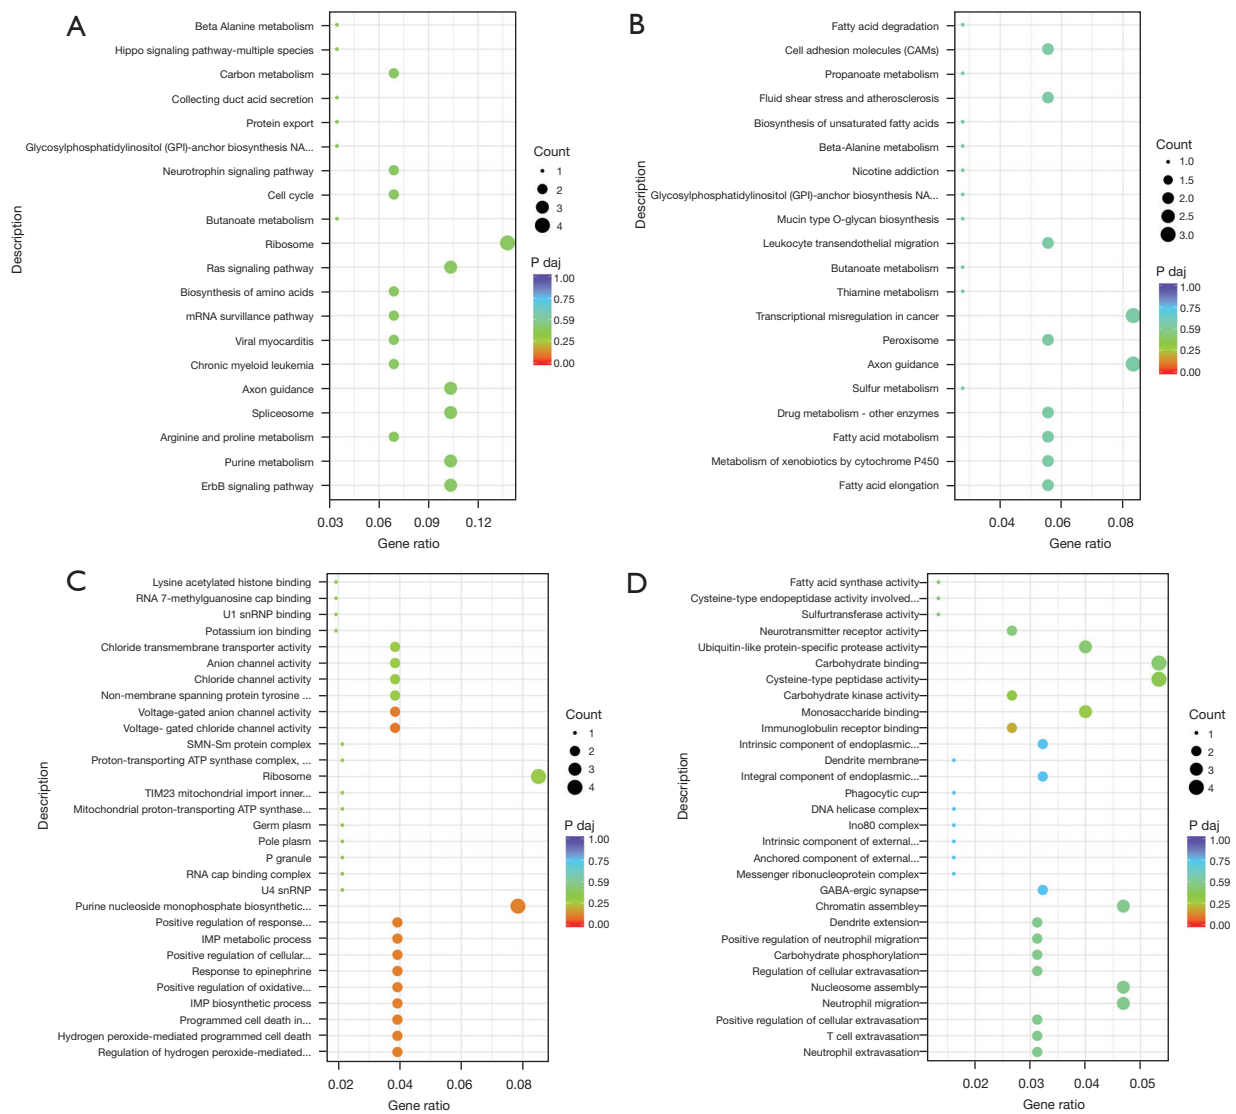 A
Beta Alanine metabolism
Hippo signaling pathway-multiple species
Carbon metabolism
Collecting duct acid secretion
Protein export
Glycosylphosphatidylinositol (GPI)-anchor biosynthesis NA...
Neurotrophin signaling pathway
Cell cycle
Butanoate metabolism
Ribosome
Ras signaling pathway
Biosynthesis of amino acids
mRNA survillance pathway
Viral myocarditis
Chronic myeloid leukemia
Axon guidance
Spliceosome
Arginine and proline metabolism
Purine metabolism
ErbB signaling pathway
Description
0.03 0.06 0.09 0.12
Gene ratio
Count
1
2
3
4
P daj
1.00
0.75
0.59
0.25
0.00
B
Fatty acid degradation
Cell adhesion molecules (CAMs)
Propanoate metabolism
Fluid shear stress and atherosclerosis
Biosynthesis of unsaturated fatty acids
Beta-Alanine metabolism
Nicotine addiction
Glycosylphosphatidylinositol (GPI)-anchor biosynthesis NA...
Mucin type O-glycan biosynthesis
Leukocyte transendothelial migration
Butanoate metabolism
Thiamine metabolism
Transcriptional misregulation in cancer
Peroxisome
Axon guidance
Sulfur metabolism
Drug metabolism - other enzymes
Fatty acid motabolism
Metabolism of xenobiotics by cytochrome P450
Fatty acid elongation
Description
0.04 0.06 0.08
Gene ratio
Count
1.0
1.5
2.0
2.5
3.0
P daj
1.00
0.75
0.59
0.25
0.00
C
Lysine acetylated histone binding
RNA 7-methylguanosine cap binding
U1 snRNP binding
Potassium ion binding
Chloride transmembrane transporter activity
Anion channel activity
Chloride channel activity
Non-membrane spanning protein tyrosine ...
Voltage-gated anion channel activity
Voltage- gated chloride channel activity
SMN-Sm protein complex
Proton-transporting ATP synthase complex, ...
Ribosome
TIM23 mitochondrial import inner...
Mitochondrial proton-transporting ATP synthase...
Germ plasm
Pole plasm
P granule
RNA cap binding complex
U4 snRNP
Purine nucleoside monophosphate biosynthetic...
Positive regulation of response...
IMP metabolic process
Positive regulation of cellular...
Response to epinephrine
Positive regulation of oxidative...
IMP biosynthetic process
Programmed cell death in...
Hydrogen peroxide-mediated programmed cell death
Regulation of hydrogen peroxide-mediated...
Description
0.02 0.04 0.06 0.08
Gene ratio
Count
1
2
3
4
P daj
1.00
0.75
0.59
0.25
0.00
D
Fatty acid synthase activity
Cysteine-type endopeptidase activity involved...
Sulfurtransferase activity
Neurotransmitter receptor activity
Ubiquitin-like protein-specific protease activity
Carbohydrate binding
Cysteine-type peptidase activity
Carbohydrate kinase activity
Monosaccharide binding
Immunoglobulin receptor binding
Intrinsic component of endoplasmic...
Dendrite membrane
Integral component of endoplasmic...
Phagocytic cup
DNA helicase complex
Ino80 complex
Intrinsic component of external...
Anchored component of external...
Messenger ribonucleoprotein complex
GABA-ergic synapse
Chromatin assembley
Dendrite extension
Positive regulation of neutrophil migration
Carbohydrate phosphorylation
Regulation of cellular extravasation
Nucleosome assembly
Neutrophil migration
Positive regulation of cellular extravasation
T cell extravasation
Neutrophil extravasation
Description
0.02 0.03 0.04 0.05
Gene ratio
Count
1
2
3
4
P daj
1.00
0.75
0.59
0.25
0.00